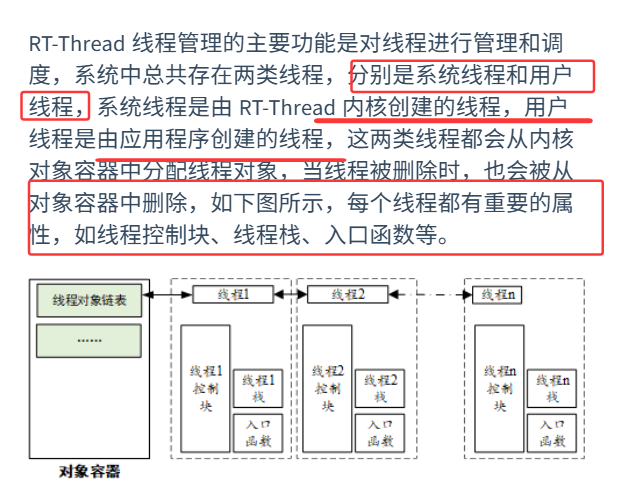 RT-Thread 线程管理的主要功能是对线程进行管理和调
度，系统中总共存在两类线程，分别是系统线程和用户
线程，系统线程是由 RT-Thread 内核创建的线程，用户
线程是由应用程序创建的线程，这两类线程都会从内核
对象容器中分配线程对象，当线程被删除时，也会被从
对象容器中删除，如下图所示，每个线程都有重要的属
性，如线程控制块、线程栈、入口函数等。
线程对象链表
线程1
线程2
线程n
……
线程1
控制
块
线程1
栈
入口
函数
线程2
控制
块
线程2
栈
入口
函数
线程n
控制
块
线程n
栈
入口
函数
对象容器